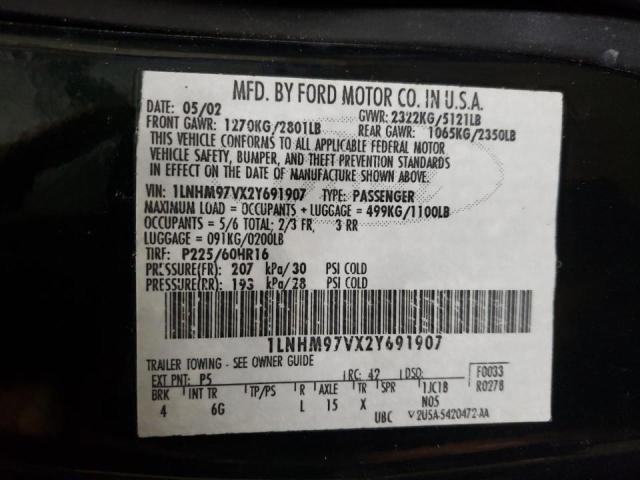 MFD. BY FORD MOTOR CO. IN U.S.A.
DATE: 05/02 GVWR: 2322KG/5121LB
FRONT GAWR: 1270KG/2801LB REAR GAWR: 1065KG/2350LB
THIS VEHICLE CONFORMS TO ALL APPLICABLE FEDERAL MOTOR
VEHICLE SAFETY, BUMPER, AND THEFT PREVENTION STANDARDS
IN EFFECT ON THE DATE OF MANUFACTURE SHOWN ABOVE.
VIN: 1LNHM97VX2Y691907 TYPE: PASSENGER
MAXIMUM LOAD = OCCUPANTS + LUGGAGE = 499KG/1100LB
OCCUPANTS = 5/6 TOTAL 2/3 FR, 3 RR
LUGGAGE = 091KG/0200LB
TIRE: P225/60HR16
PRESSURE(FR) 207 kPa/30 PSI COLD
PRESSURE(RR) 193 kPa/28 PSI COLD
1LNHM97VX2Y691907
TRAILER TOWING - SEE OWNER GUIDE
EXT PNT: P5 RC: 42 DSO: F0033
BRK INT TR TP/PS R AXLE TR SPR 1JC1B R0278
4 6G L 15 X N05
UBC V2U5A-5420472-AA